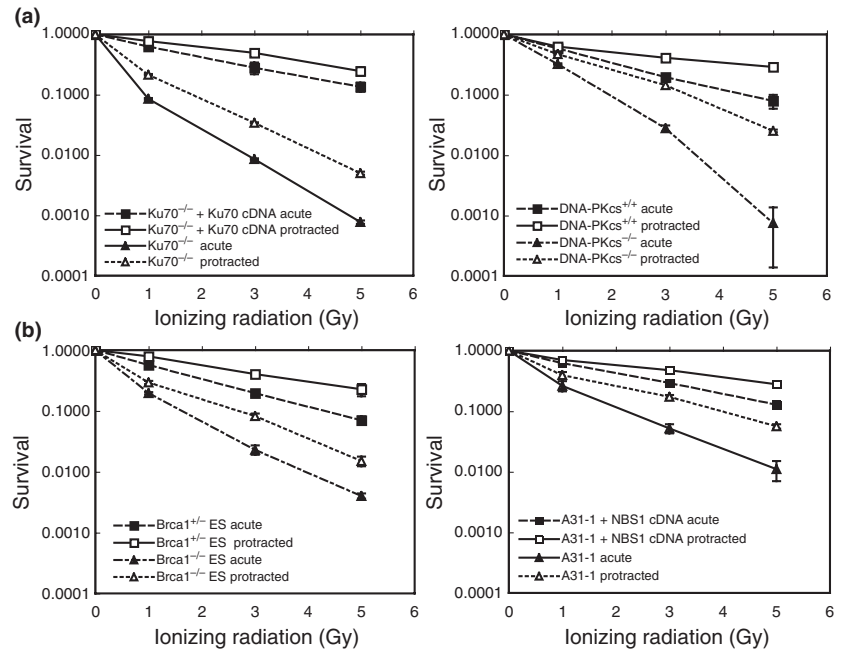 (a)
1.0000
0.1000
0.0100
0.0010
0.0001
Survival
Ku70–/– + Ku70 cDNA acute
Ku70–/– + Ku70 cDNA protracted
Ku70–/– acute
Ku70–/– protracted
0 1 2 3 4 5 6
Ionizing radiation (Gy)
1.0000
0.1000
0.0100
0.0010
0.0001
Survival
DNA-PKcs+/+ acute
DNA-PKcs+/+ protracted
DNA-PKcs–/– acute
DNA-PKcs–/– protracted
0 1 2 3 4 5 6
Ionizing radiation (Gy)
(b)
1.0000
0.1000
0.0100
0.0010
0.0001
Survival
Brca1+/– ES acute
Brca1+/– ES protracted
Brca1–/– ES acute
Brca1–/– ES protracted
0 1 2 3 4 5 6
Ionizing radiation (Gy)
1.0000
0.1000
0.0100
0.0010
0.0001
Survival
A31-1 + NBS1 cDNA acute
A31-1 + NBS1 cDNA protracted
A31-1 acute
A31-1 protracted
0 1 2 3 4 5 6
Ionizing radiation (Gy)